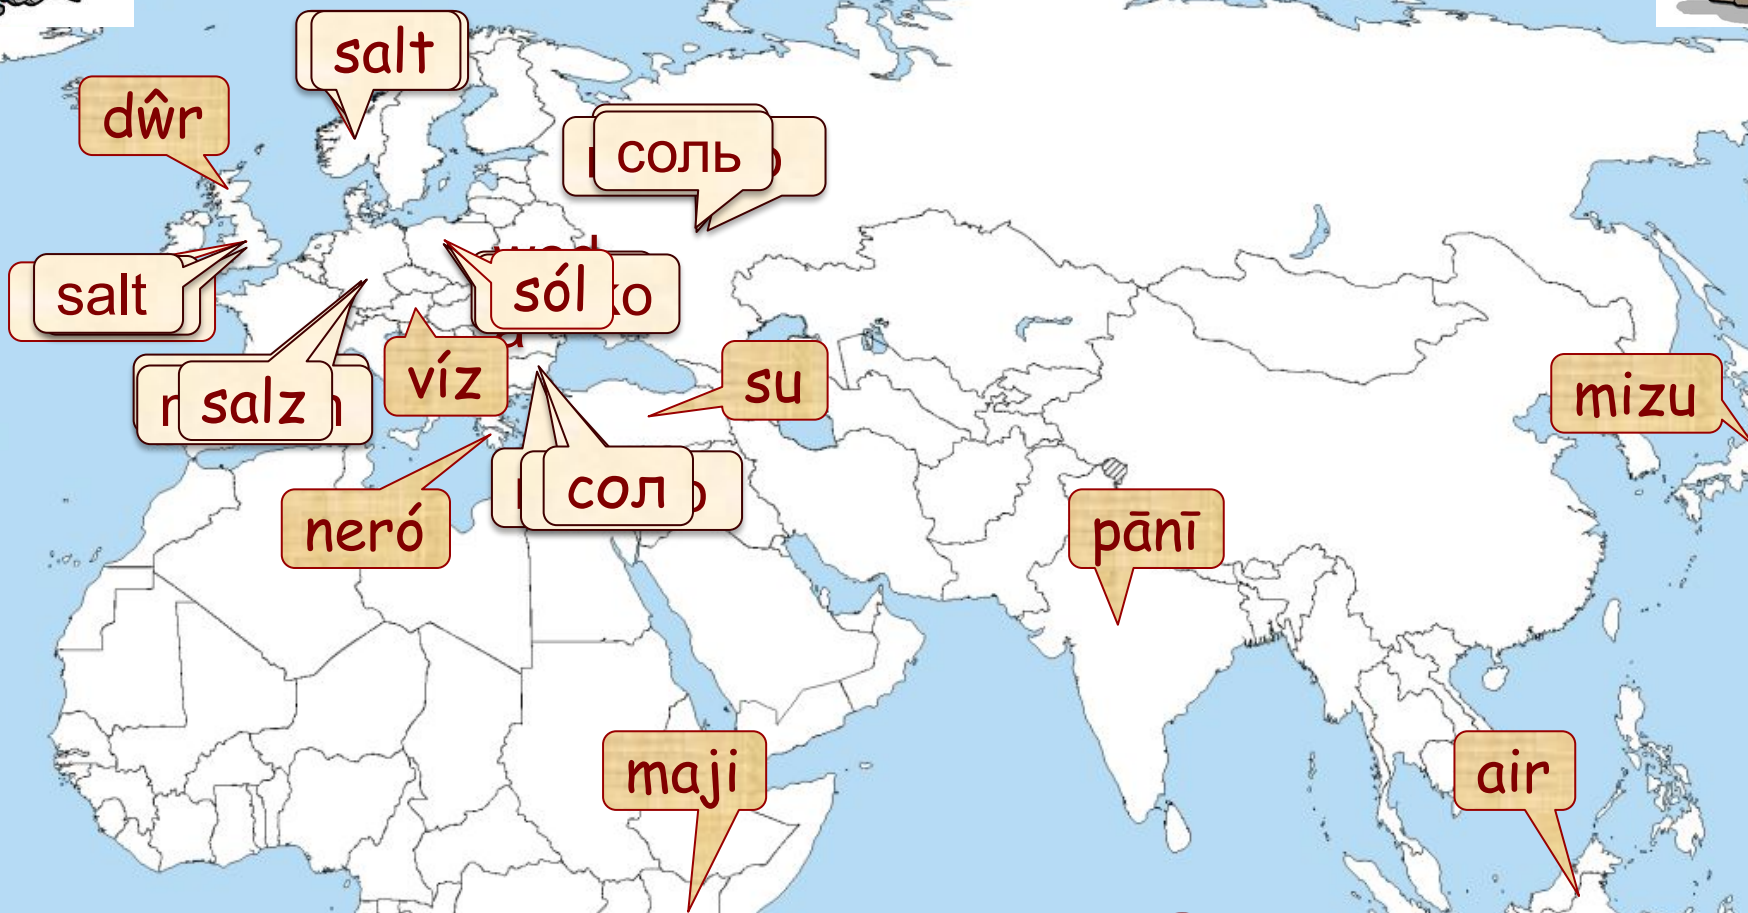 salt
dŵr
соль
salt
sól
salz
víz
su
mizu
neró
сол
pānī
maji
air